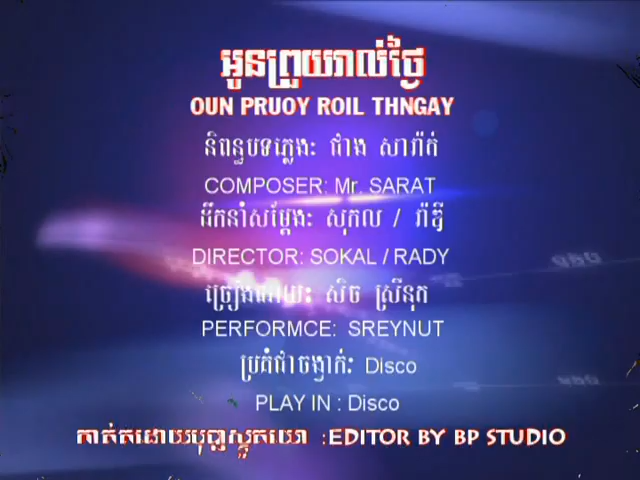 អូនព្រួយរាល់ថ្ងៃ
OUN PRUOY ROIL THNGAY
និពន្ធបទភ្លេង: ជាង សារ៉ាត់
COMPOSER: Mr. SARAT
ដឹកនាំសម្ដែង: សុកល / រ៉ាឌី
DIRECTOR: SOKAL / RADY
ច្រៀងដោយ: ស៊ិច ស្រីនុត
PERFORMCE: SREYNUT
ប្រគំជាចង្វាក់: Disco
PLAY IN : Disco
កាត់តដោយប៊ុញស្ទូឌីយោ :EDITOR BY BP STUDIO